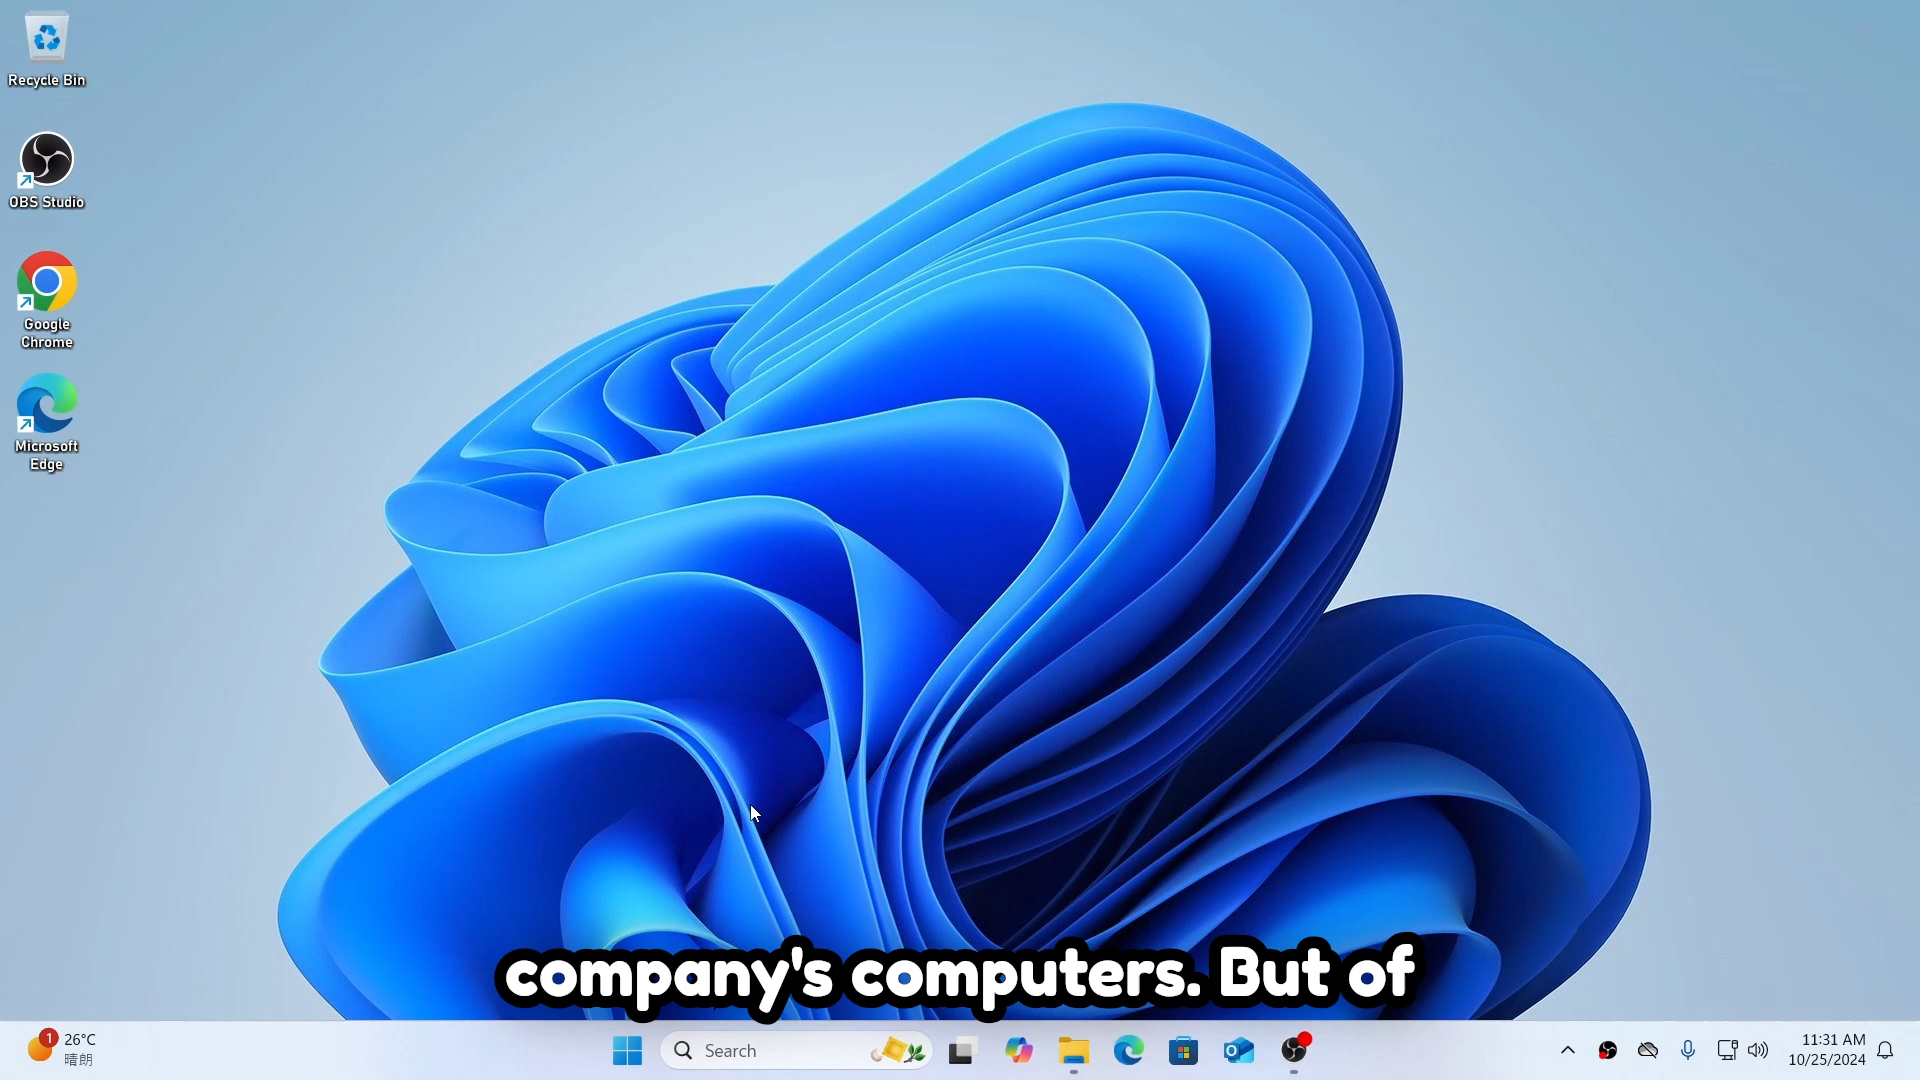 Recycle Bin
OBS Studio
Google
Chrome
Microsoft
Edge
company's computers. But of
1
26°C
晴朗
Search
11:31 AM
10/25/2024